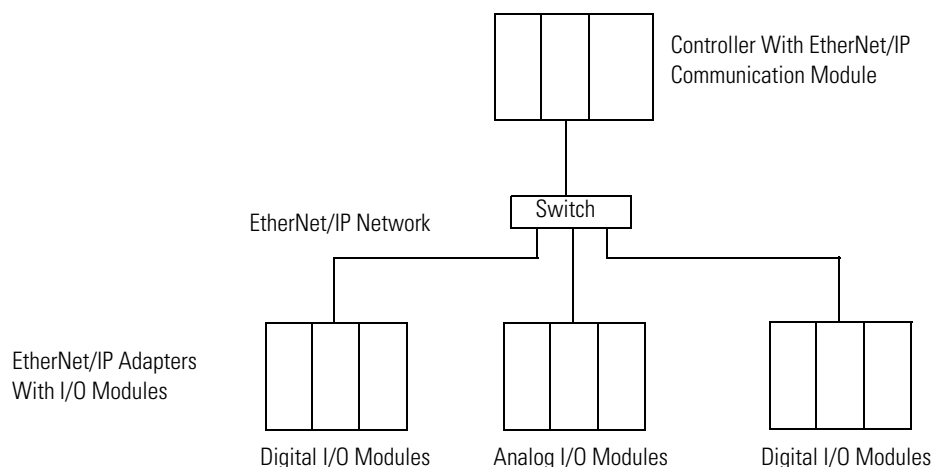 Controller With EtherNet/IP
Communication Module
Switch
EtherNet/IP Network
EtherNet/IP Adapters
With I/O Modules
Digital I/O Modules
Analog I/O Modules
Digital I/O Modules